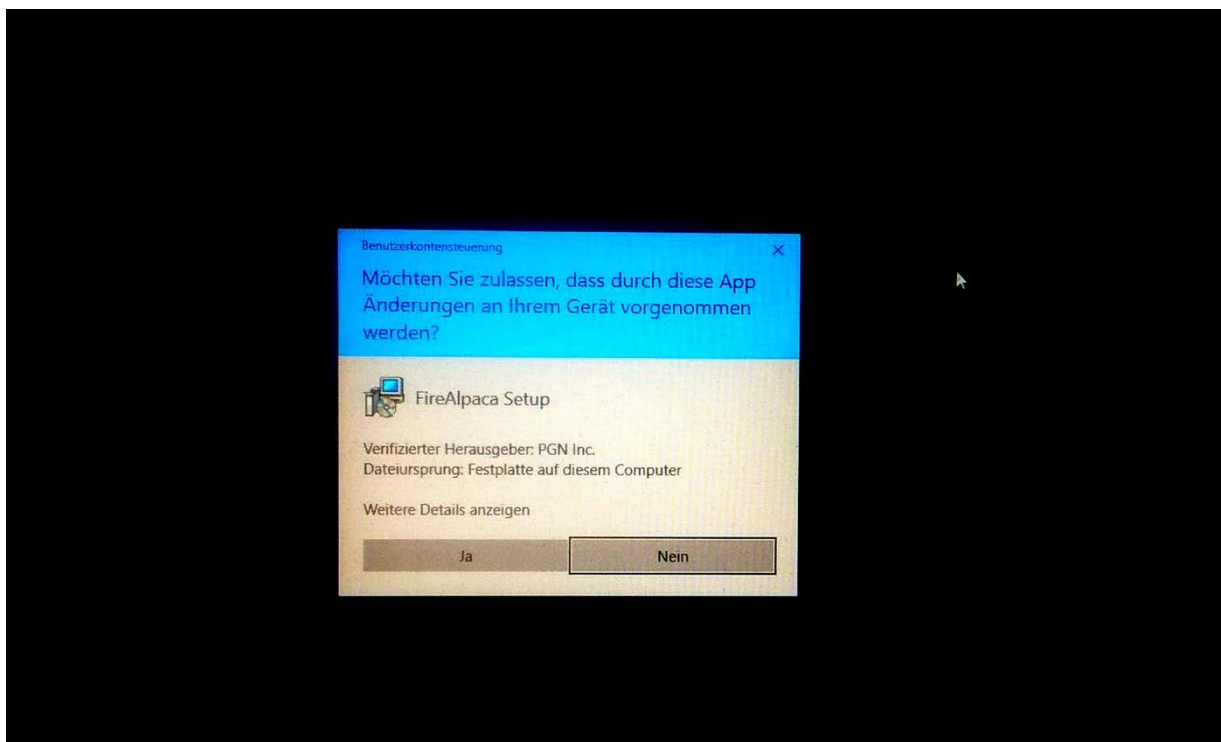 Benutzerkontensteuerung
Möchten Sie zulassen, dass durch diese App
Änderungen an Ihrem Gerät vorgenommen
werden?
FireAlpaca Setup
Verifizierter Herausgeber: PGN Inc.
Dateiursprung: Festplatte auf diesem Computer
Weitere Details anzeigen
Ja
Nein